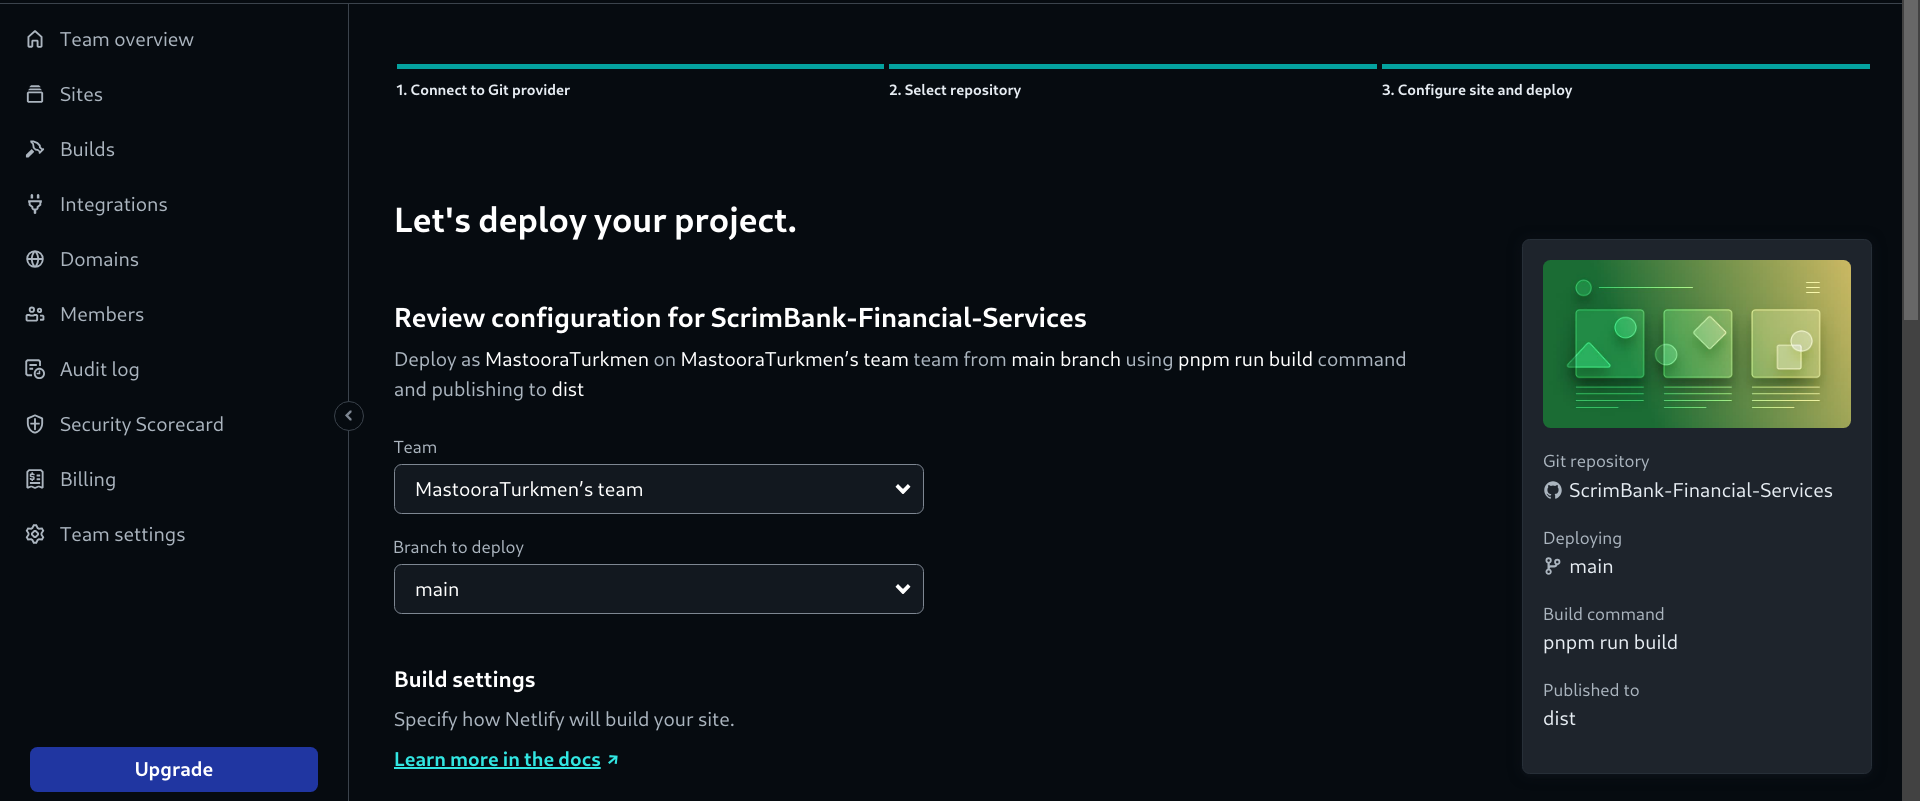 Team overview
Sites
Builds
Integrations
Domains
Members
Audit log
Security Scorecard
Billing
Team settings
Upgrade
1. Connect to Git provider
2. Select repository
3. Configure site and deploy
Let's deploy your project.
Review configuration for ScrimBank-Financial-Services
Deploy as MastooraTurkmen on MastooraTurkmen’s team team from main branch using pnpm run build command
and publishing to dist
Team
MastooraTurkmen’s team
Branch to deploy
main
Build settings
Specify how Netlify will build your site.
Learn more in the docs
Git repository
ScrimBank-Financial-Services
Deploying
main
Build command
pnpm run build
Published to
dist